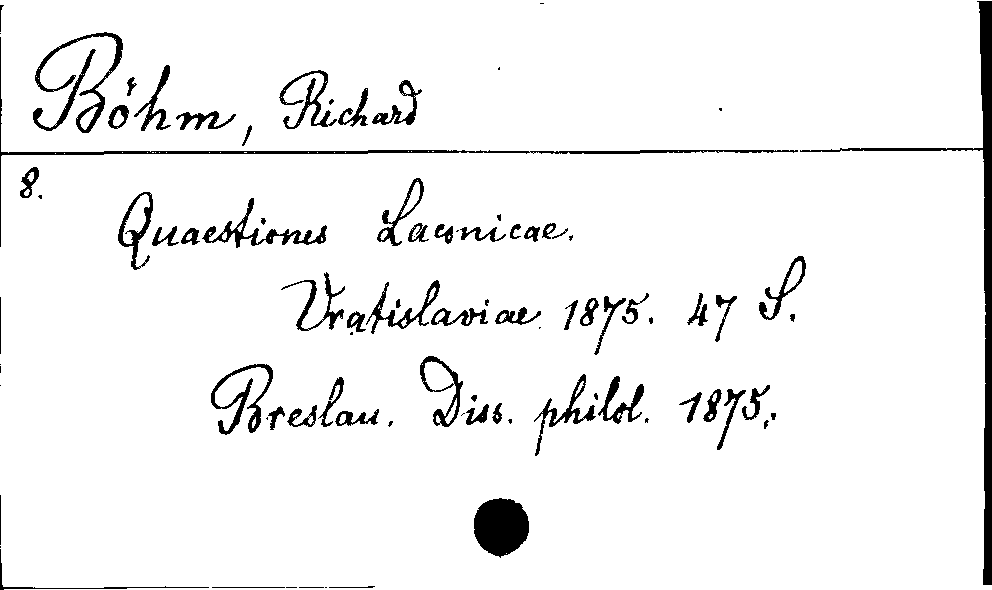 Böhm, Richard
8.
Quaestiones Laconicae.
Vratislaviae 1875. 47 S.
Breslau. Diss. philol. 1875.